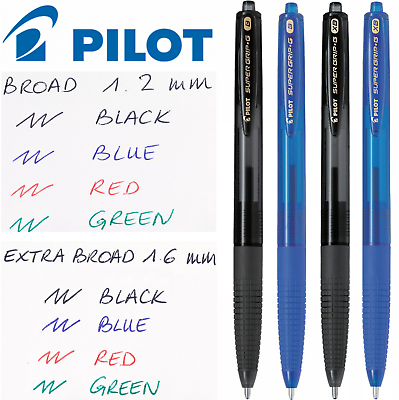 PILOT
BROAD 1.2 mm
BLACK
BLUE
RED
GREEN
EXTRA BROAD 1.6 mm
BLACK
BLUE
RED
GREEN
PILOT SUPER GRIP·G B
PILOT SUPER GRIP·G B
PILOT SUPER GRIP·G XB
PILOT SUPER GRIP·G XB